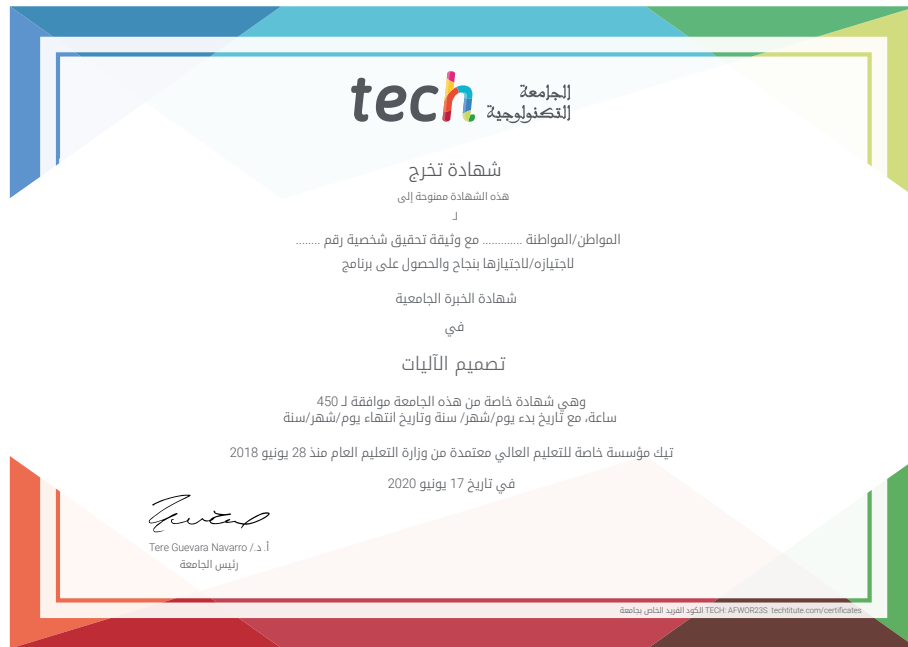 tech الجامعة
التكنولوجية
شهادة تخرج
هذه الشهادة ممنوحة إلى
لـ
المواطن/المواطنة ............ مع وثيقة تحقيق شخصية رقم ........
لاجتيازه/لاجتيازها بنجاح والحصول على برنامج
شهادة الخبرة الجامعية
في
تصميم الآليات
وهي شهادة خاصة من هذه الجامعة موافقة لـ 450
ساعة، مع تاريخ بدء يوم/شهر/ سنة وتاريخ انتهاء يوم/شهر/سنة
تيك مؤسسة خاصة للتعليم العالي معتمدة من وزارة التعليم العام منذ 28 يونيو 2018
في تاريخ 17 يونيو 2020
أ.د./ Tere Guevara Navarro
رئيس الجامعة
الكود الفريد الخاص بجامعة TECH: AFWOR23S techtitute.com/certificates